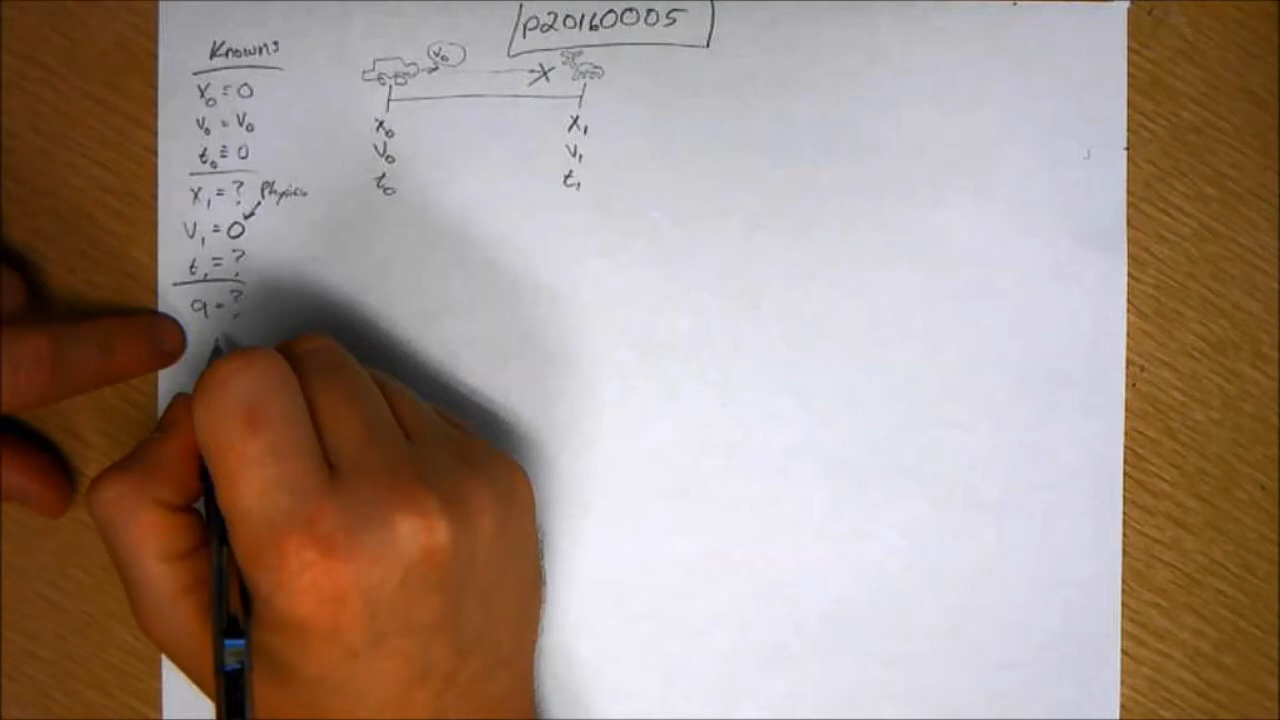 P20160005
Knowns
x₀ = 0
v₀ = v₀
t₀ = 0
x₁ = ? Physics
v₁ = 0
t₁ = ?
a = ?
v₀
x₀ x₁
v₀ v₁
t₀ t₁